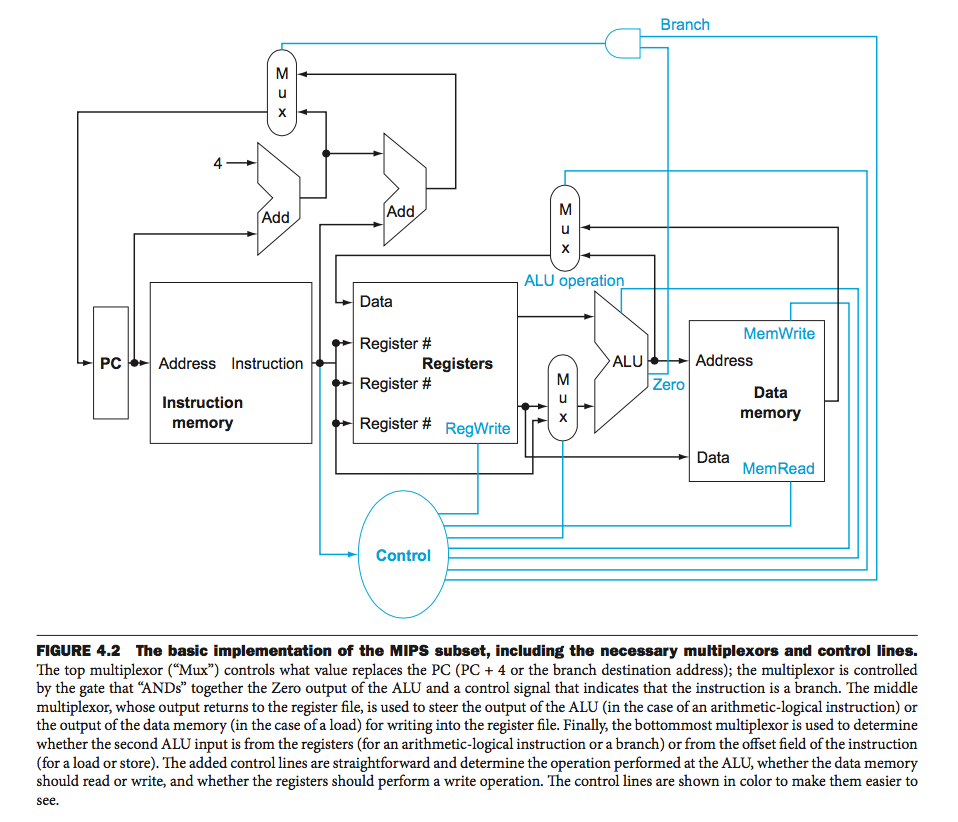 Branch
M
u
x
4
Add
Add
M
u
x
ALU operation
Data
Register #
Registers
Register #
Register #
RegWrite
PC
Address
Instruction
Instruction
memory
M
u
x
ALU
Zero
MemWrite
Address
Data
memory
Data
MemRead
Control
FIGURE 4.2 The basic implementation of the MIPS subset, including the necessary multiplexors and control lines.
The top multiplexor (“Mux”) controls what value replaces the PC (PC + 4 or the branch destination address); the multiplexor is controlled
by the gate that “ANDs” together the Zero output of the ALU and a control signal that indicates that the instruction is a branch. The middle
multiplexor, whose output returns to the register file, is used to steer the output of the ALU (in the case of an arithmetic-logical instruction) or
the output of the data memory (in the case of a load) for writing into the register file. Finally, the bottommost multiplexor is used to determine
whether the second ALU input is from the registers (for an arithmetic-logical instruction or a branch) or from the offset field of the instruction
(for a load or store). The added control lines are straightforward and determine the operation performed at the ALU, whether the data memory
should read or write, and whether the registers should perform a write operation. The control lines are shown in color to make them easier to
see.